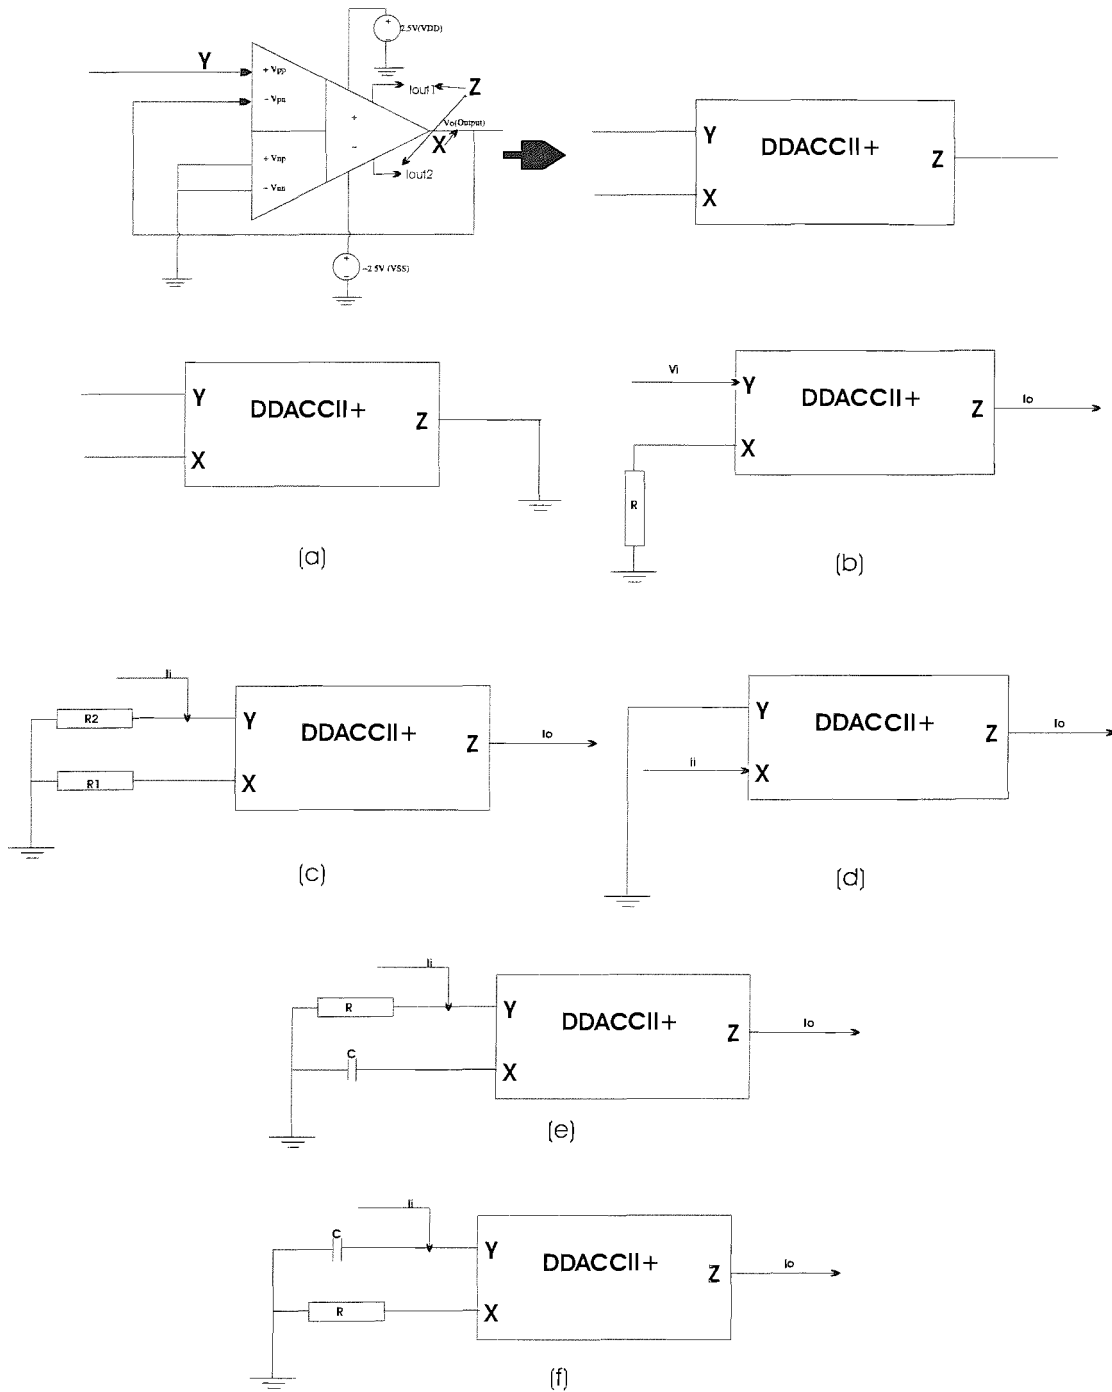 2.5V(VDD)
Y
+ Vpp
- Vpn
Iout1
Z
+
-
Vo(Output)
X
+ Vnp
- Vnn
Iout2
+
-
-2.5V (VSS)
Y
DDACCII+
Z
X
Y
DDACCII+
Z
X
(a)
Vi
Y
DDACCII+
Z
Io
X
R
(b)
Ii
R2
Y
DDACCII+
Z
Io
R1
X
(c)
Y
DDACCII+
Z
Io
Ii
X
(d)
Ii
R
Y
DDACCII+
Z
Io
C
X
(e)
Ii
C
Y
DDACCII+
Z
Io
R
X
(f)